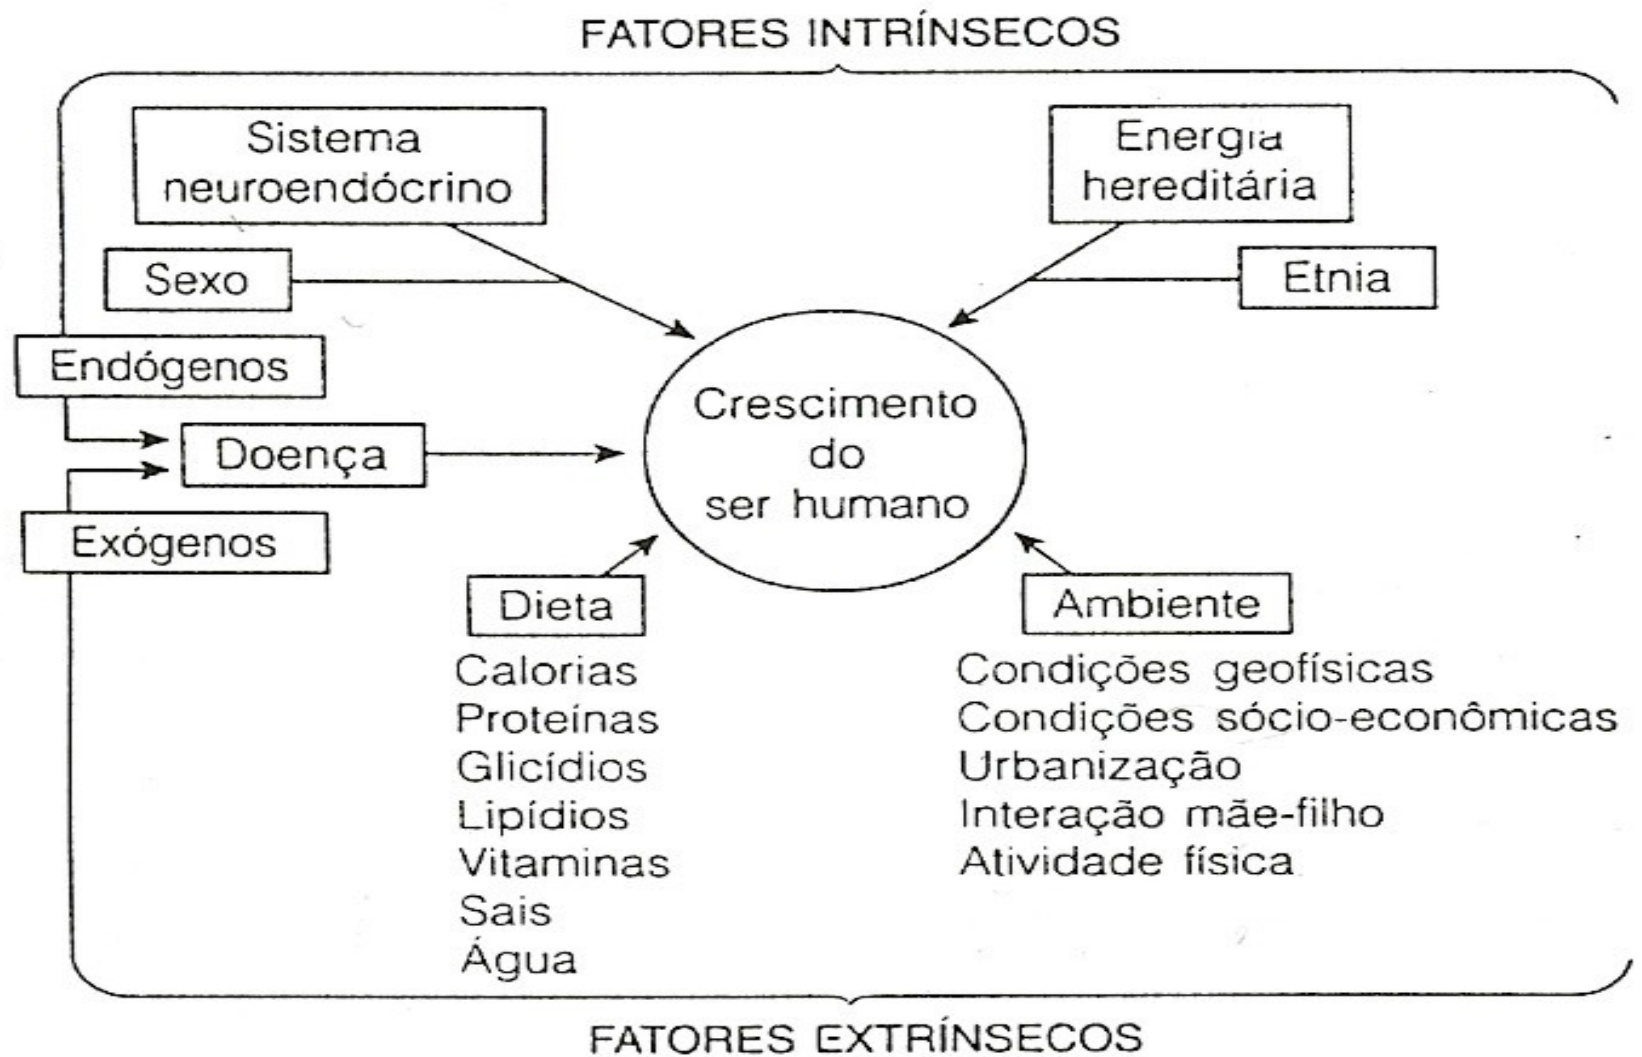 FATORES INTRÍNSECOS
Sistema
neuroendócrino
Energia
hereditária
Sexo
Etnia
Endógenos
Doença
Exógenos
Crescimento
do
ser humano
Dieta
Calorias
Proteínas
Glicídios
Lipídios
Vitaminas
Sais
Água
Ambiente
Condições geofísicas
Condições sócio-econômicas
Urbanização
Interação mãe-filho
Atividade física
FATORES EXTRÍNSECOS